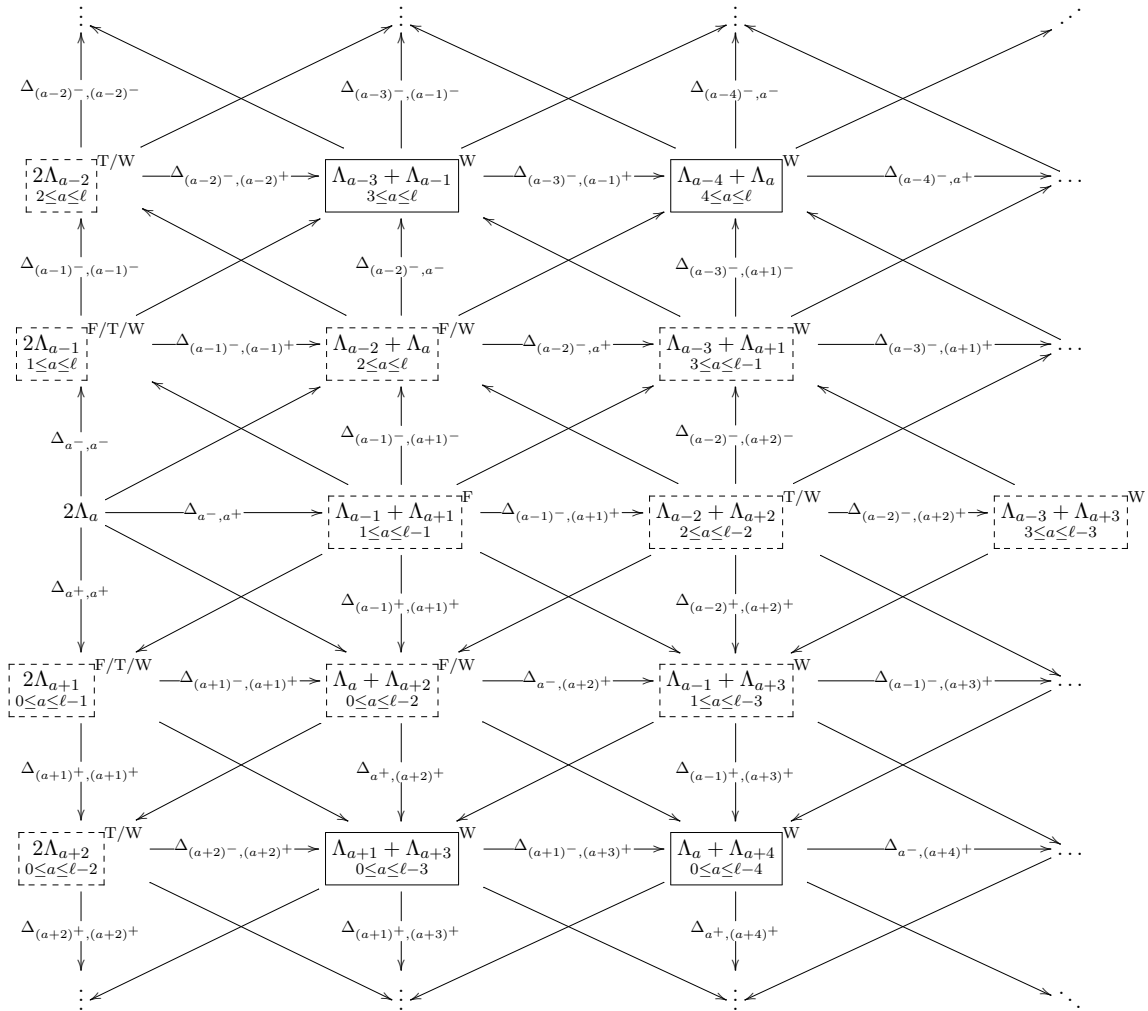 ⋮ ⋮ ⋮ ⋰
Δ_{(a−2)^−,(a−2)^−} Δ_{(a−3)^−,(a−1)^−} Δ_{(a−4)^−,a^−}
2Λ_{a−2} ^{T/W} Δ_{(a−2)^−,(a−2)^+} Λ_{a−3} + Λ_{a−1} ^{W} Δ_{(a−3)^−,(a−1)^+} Λ_{a−4} + Λ_a ^{W} Δ_{(a−4)^−,a^+} ⋯
2≤a≤ℓ 3≤a≤ℓ 4≤a≤ℓ
Δ_{(a−1)^−,(a−1)^−} Δ_{(a−2)^−,a^−} Δ_{(a−3)^−,(a+1)^−}
2Λ_{a−1} ^{F/T/W} Δ_{(a−1)^−,(a−1)^+} Λ_{a−2} + Λ_a ^{F/W} Δ_{(a−2)^−,a^+} Λ_{a−3} + Λ_{a+1} ^{W} Δ_{(a−3)^−,(a+1)^+} ⋯
1≤a≤ℓ 2≤a≤ℓ 3≤a≤ℓ−1
Δ_{a^−,a^−} Δ_{(a−1)^−,(a+1)^−} Δ_{(a−2)^−,(a+2)^−}
2Λ_a Δ_{a^−,a^+} Λ_{a−1} + Λ_{a+1} ^{F} Δ_{(a−1)^−,(a+1)^+} Λ_{a−2} + Λ_{a+2} ^{T/W} Δ_{(a−2)^−,(a+2)^+} Λ_{a−3} + Λ_{a+3} ^{W}
1≤a≤ℓ−1 2≤a≤ℓ−2 3≤a≤ℓ−3
Δ_{a^+,a^+} Δ_{(a−1)^+,(a+1)^+} Δ_{(a−2)^+,(a+2)^+}
2Λ_{a+1} ^{F/T/W} Δ_{(a+1)^−,(a+1)^+} Λ_a + Λ_{a+2} ^{F/W} Δ_{a^−,(a+2)^+} Λ_{a−1} + Λ_{a+3} ^{W} Δ_{(a−1)^−,(a+3)^+} ⋯
0≤a≤ℓ−1 0≤a≤ℓ−2 1≤a≤ℓ−3
Δ_{(a+1)^+,(a+1)^+} Δ_{a^+,(a+2)^+} Δ_{(a−1)^+,(a+3)^+}
2Λ_{a+2} ^{T/W} Δ_{(a+2)^−,(a+2)^+} Λ_{a+1} + Λ_{a+3} ^{W} Δ_{(a+1)^−,(a+3)^+} Λ_a + Λ_{a+4} ^{W} Δ_{a^−,(a+4)^+} ⋯
0≤a≤ℓ−2 0≤a≤ℓ−3 0≤a≤ℓ−4
Δ_{(a+2)^+,(a+2)^+} Δ_{(a+1)^+,(a+3)^+} Δ_{a^+,(a+4)^+}
⋮ ⋮ ⋮ ⋱